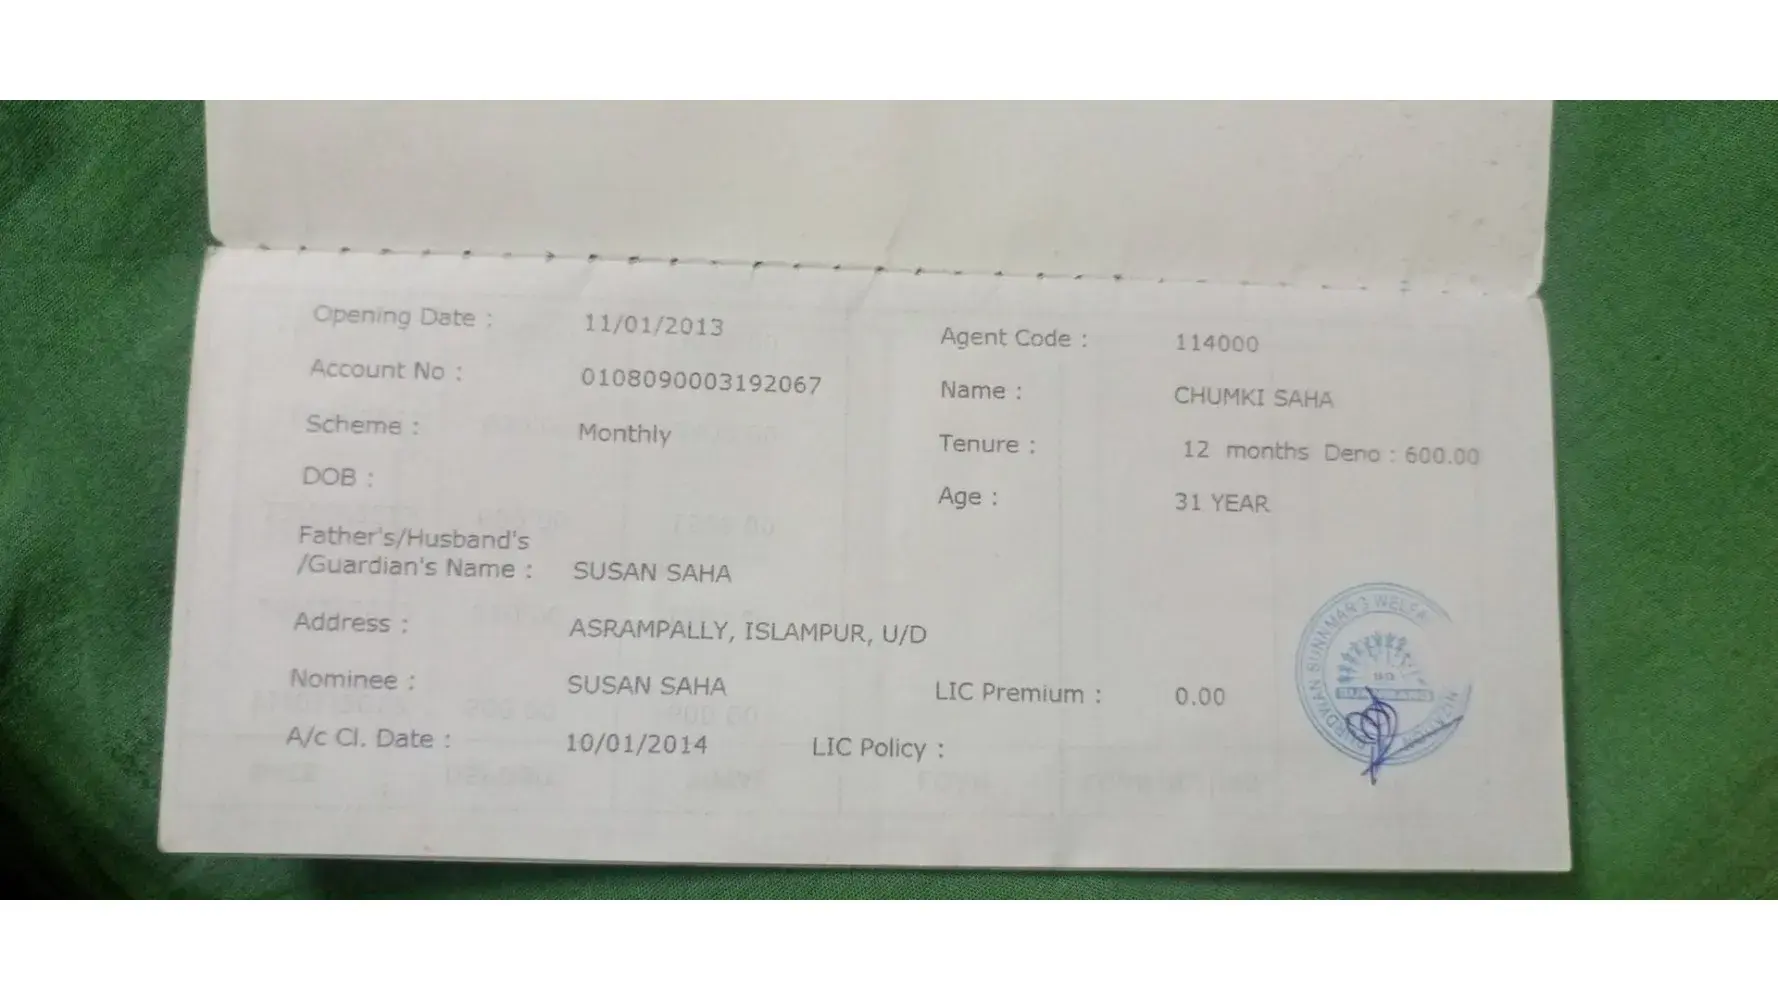 Opening Date : 11/01/2013 Agent Code : 114000
Account No : 0108090003192067 Name : CHUMKI SAHA
Scheme : Monthly Tenure : 12 months Deno : 600.00
DOB : Age : 31 YEAR
Father's/Husband's
/Guardian's Name : SUSAN SAHA
Address : ASRAMPALLY, ISLAMPUR, U/D
Nominee : SUSAN SAHA LIC Premium : 0.00
A/c Cl. Date : 10/01/2014 LIC Policy :